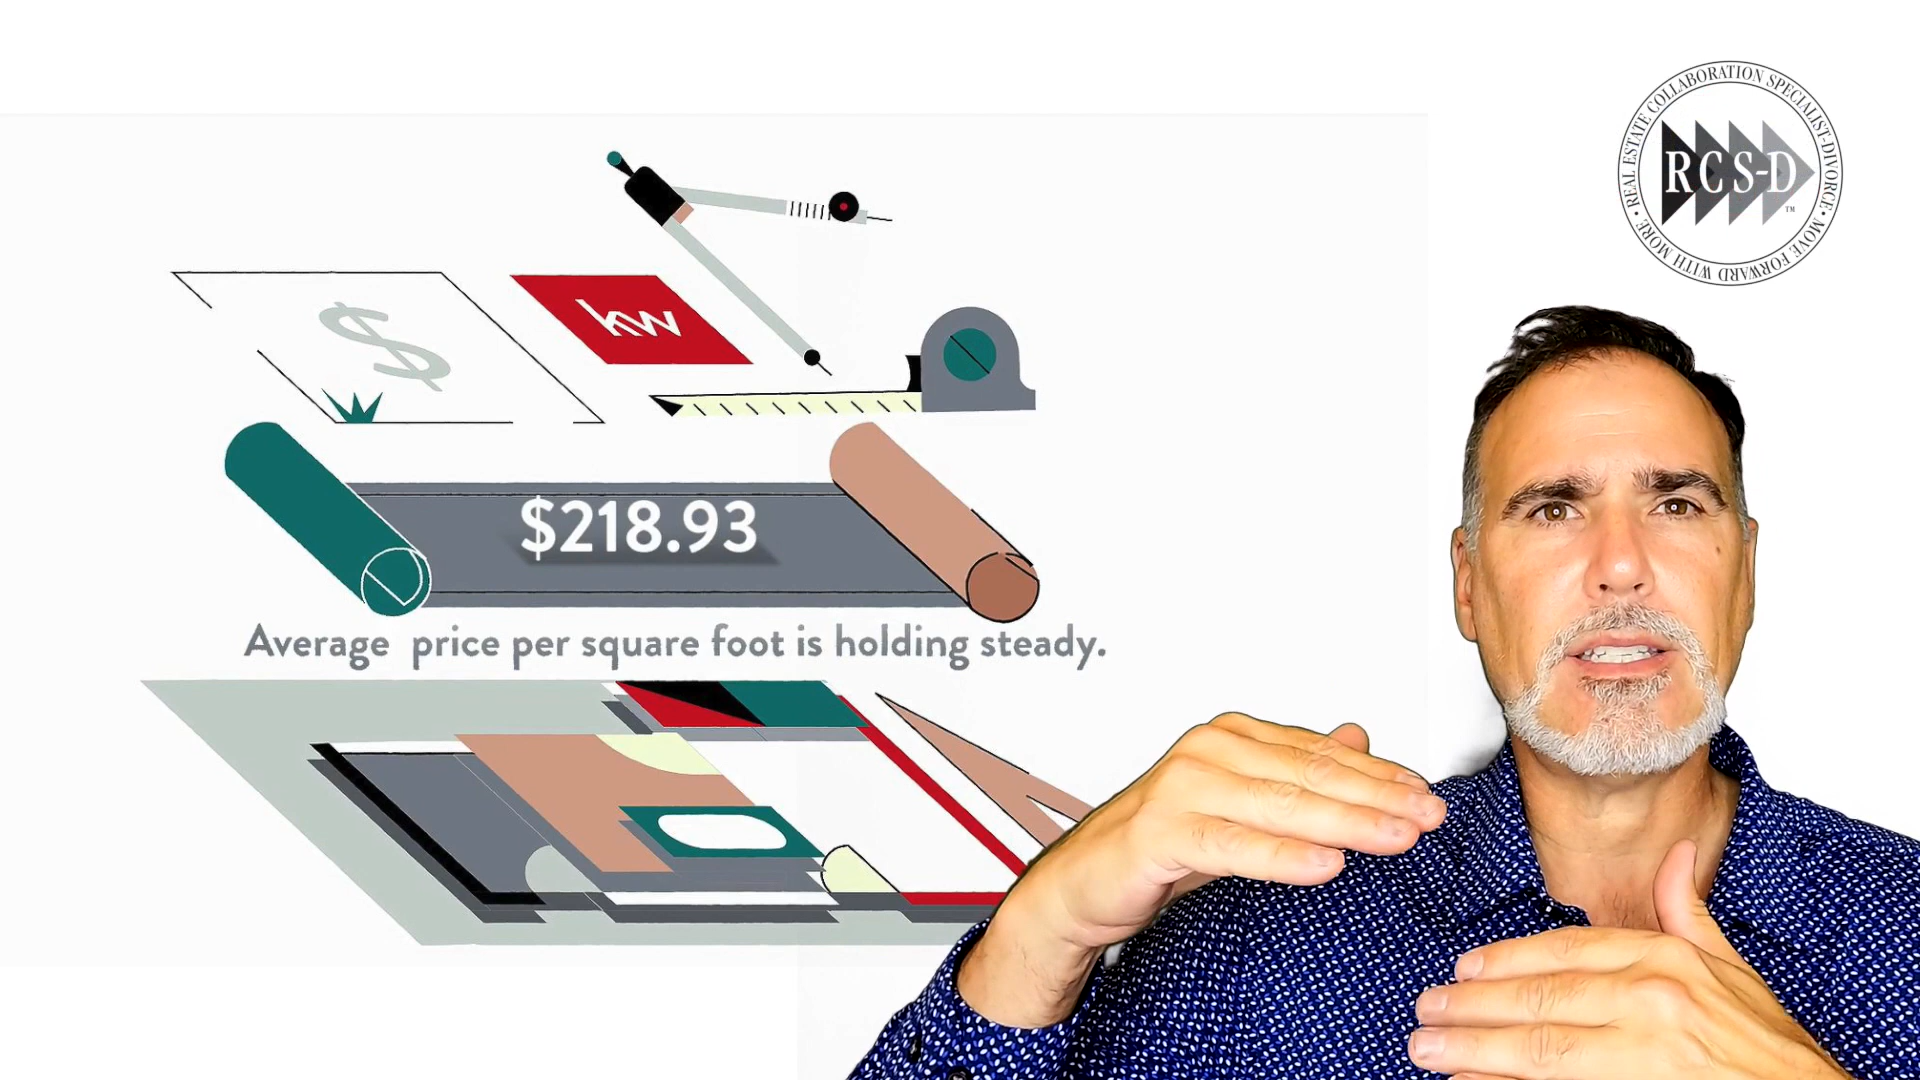 REAL ESTATE COLLABORATION SPECIALIST-DIVORCE • MOVE FORWARD WITH MORE •
RCS-D
™
$
kw
$218.93
Average price per square foot is holding steady.